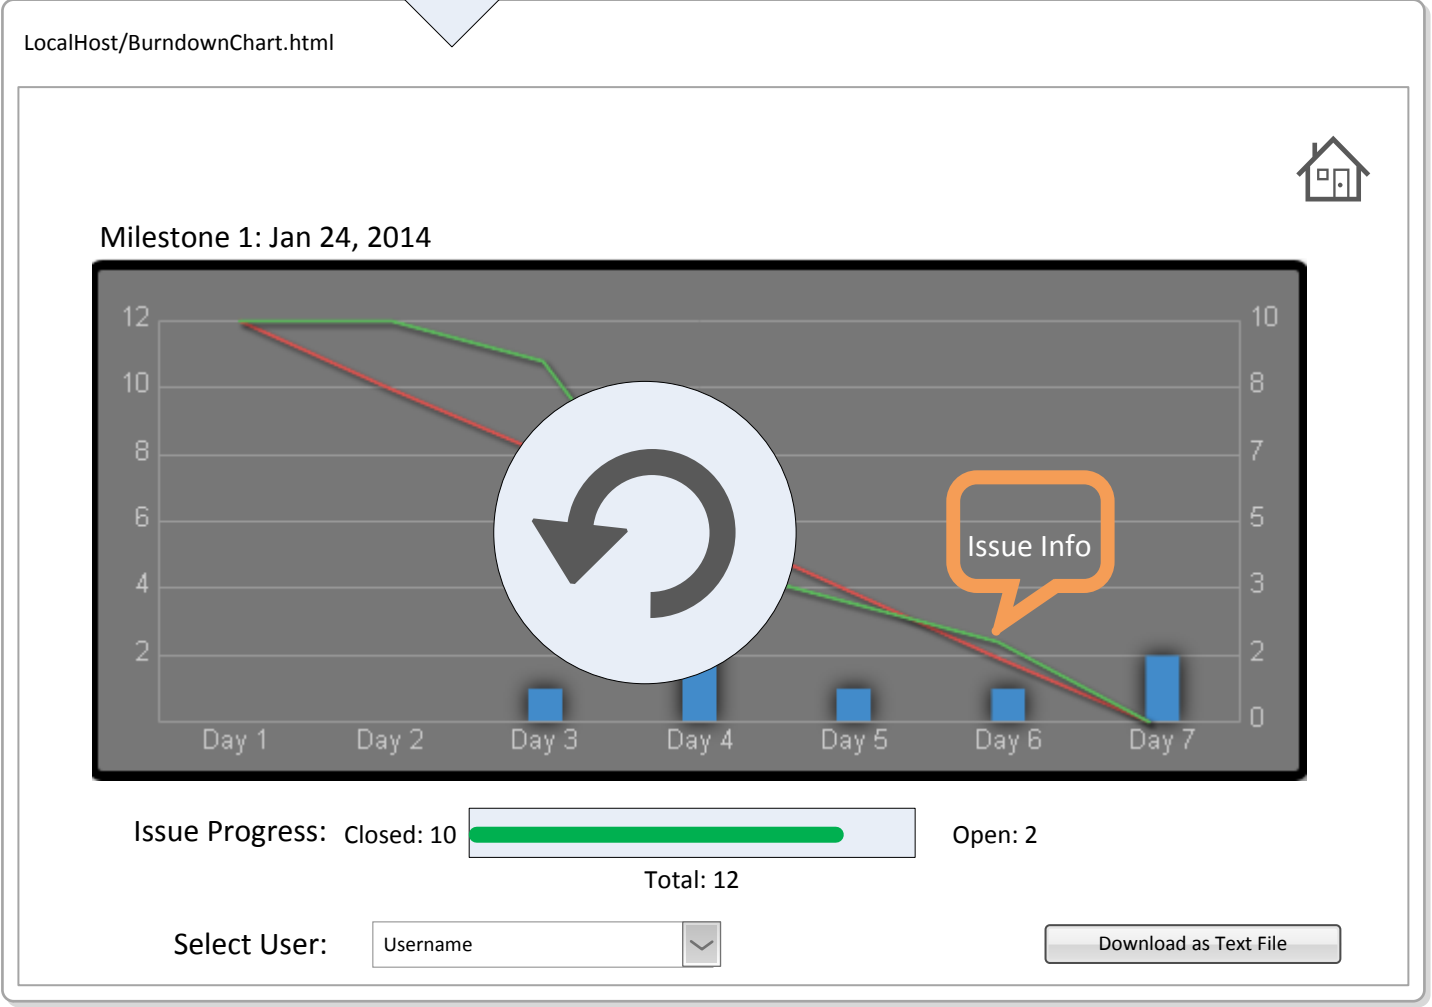 LocalHost/BurndownChart.html
Milestone 1: Jan 24, 2014
12 10
10 8
8 7
6 5
4 3
2 2
0
Issue Info
Day 1 Day 2 Day 3 Day 4 Day 5 Day 6 Day 7
Issue Progress: Closed: 10 Open: 2
Total: 12
Select User: Username Download as Text File